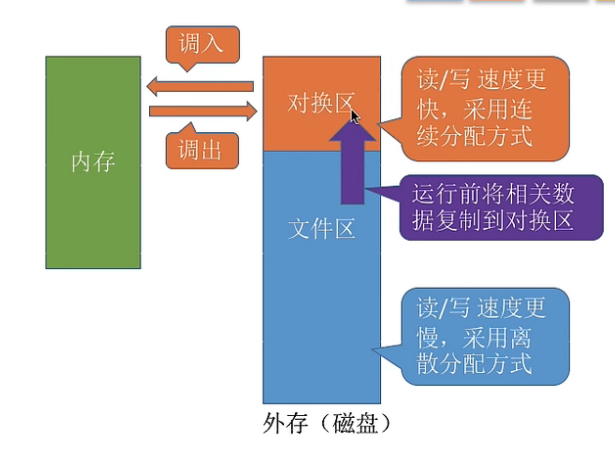 调入
调出
内存
对换区
文件区
读/写 速度更
快，采用连
续分配方式
运行前将相关数
据复制到对换区
读/写 速度更
慢，采用离
散分配方式
外存（磁盘）